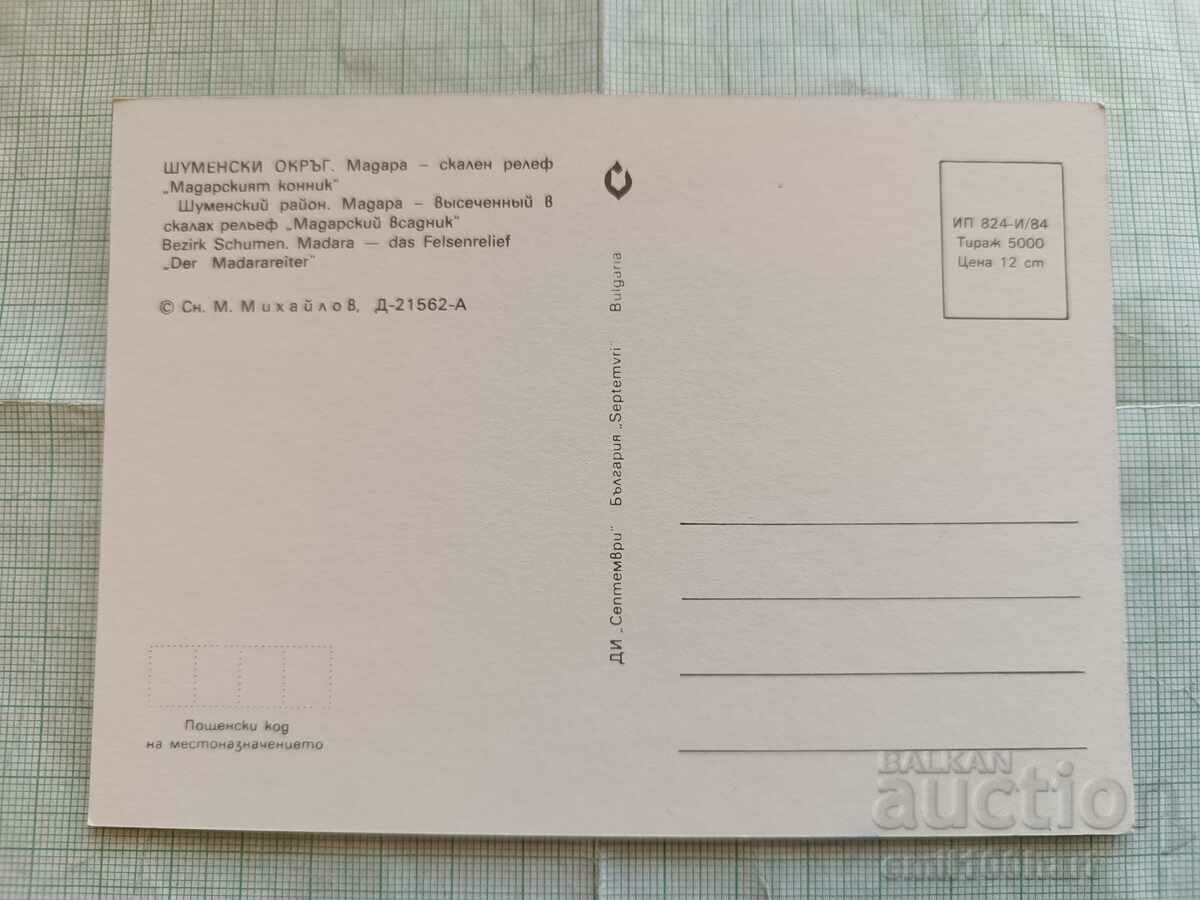 ШУМЕНСКИ ОКРЪГ. Мадара – скален релеф
„Мадарският конник"
Шуменский район. Мадара – высеченный в
скалах рельеф „Мадарский всадник"
Bezirk Schumen. Madara — das Felsenrelief
„Der Madarareiter"
© Сн. М. Михайлов, Д-21562-А
ДИ „Септември" България „Septemvri" Bulgaria
ИП 824-И/84
Тираж 5000
Цена 12 ст
Пощенски код
на местоназначението
BALKAN
auction
emil100hari